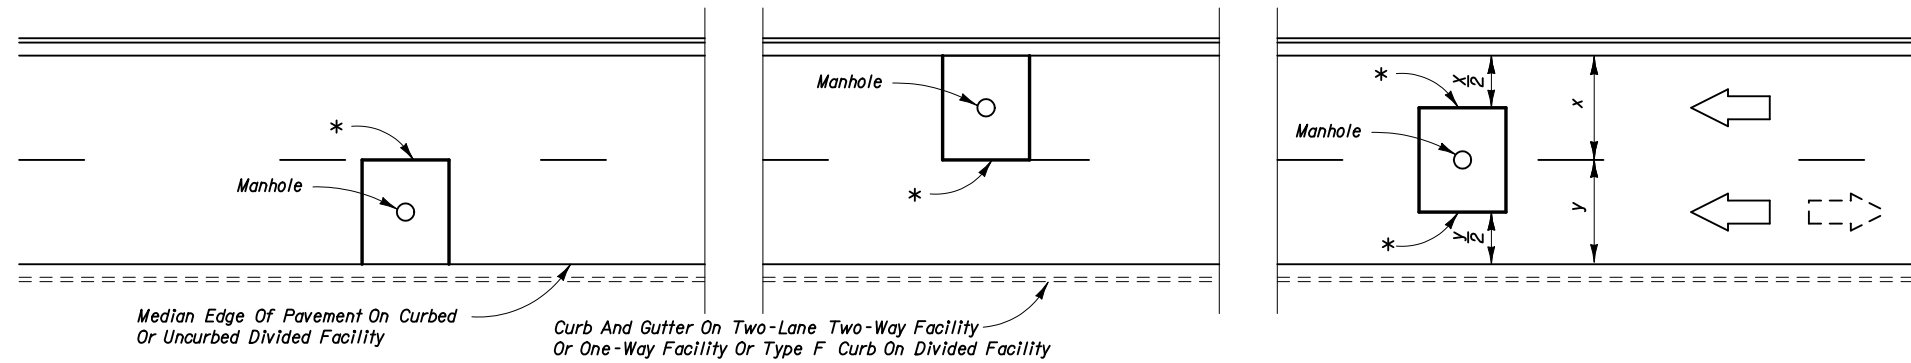 *
Manhole
Median Edge Of Pavement On Curbed
Or Uncurbed Divided Facility
Manhole
*
Curb And Gutter On Two-Lane Two-Way Facility
Or One-Way Facility Or Type F Curb On Divided Facility
*
X/2
x
Manhole
y
*
y/2